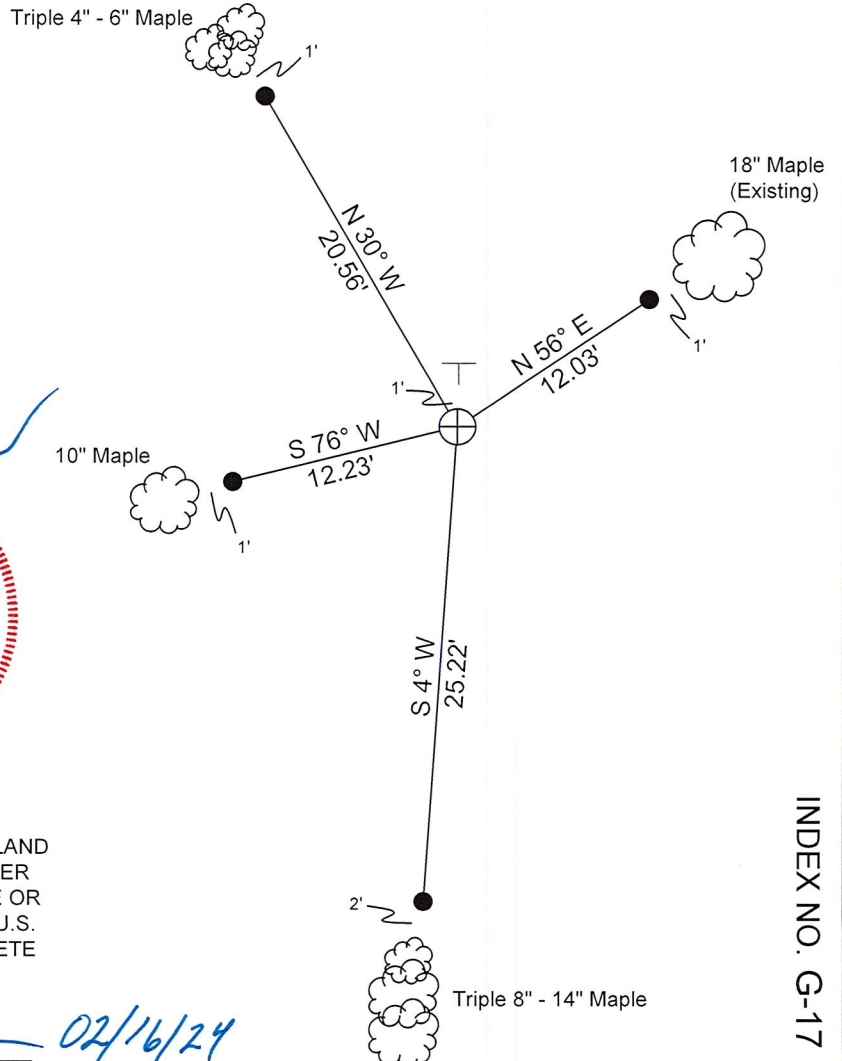 Triple 4" - 6" Maple
1'
18" Maple
(Existing)
N 30° W
20.56'
N 56° E
12.03'
1'
1'
10" Maple
S 76° W
12.23'
1'
S 4° W
25.22'
LAND
ER
E OR
U.S.
ETE
2'
INDEX NO. G-17
Triple 8" - 14" Maple
02/16/24